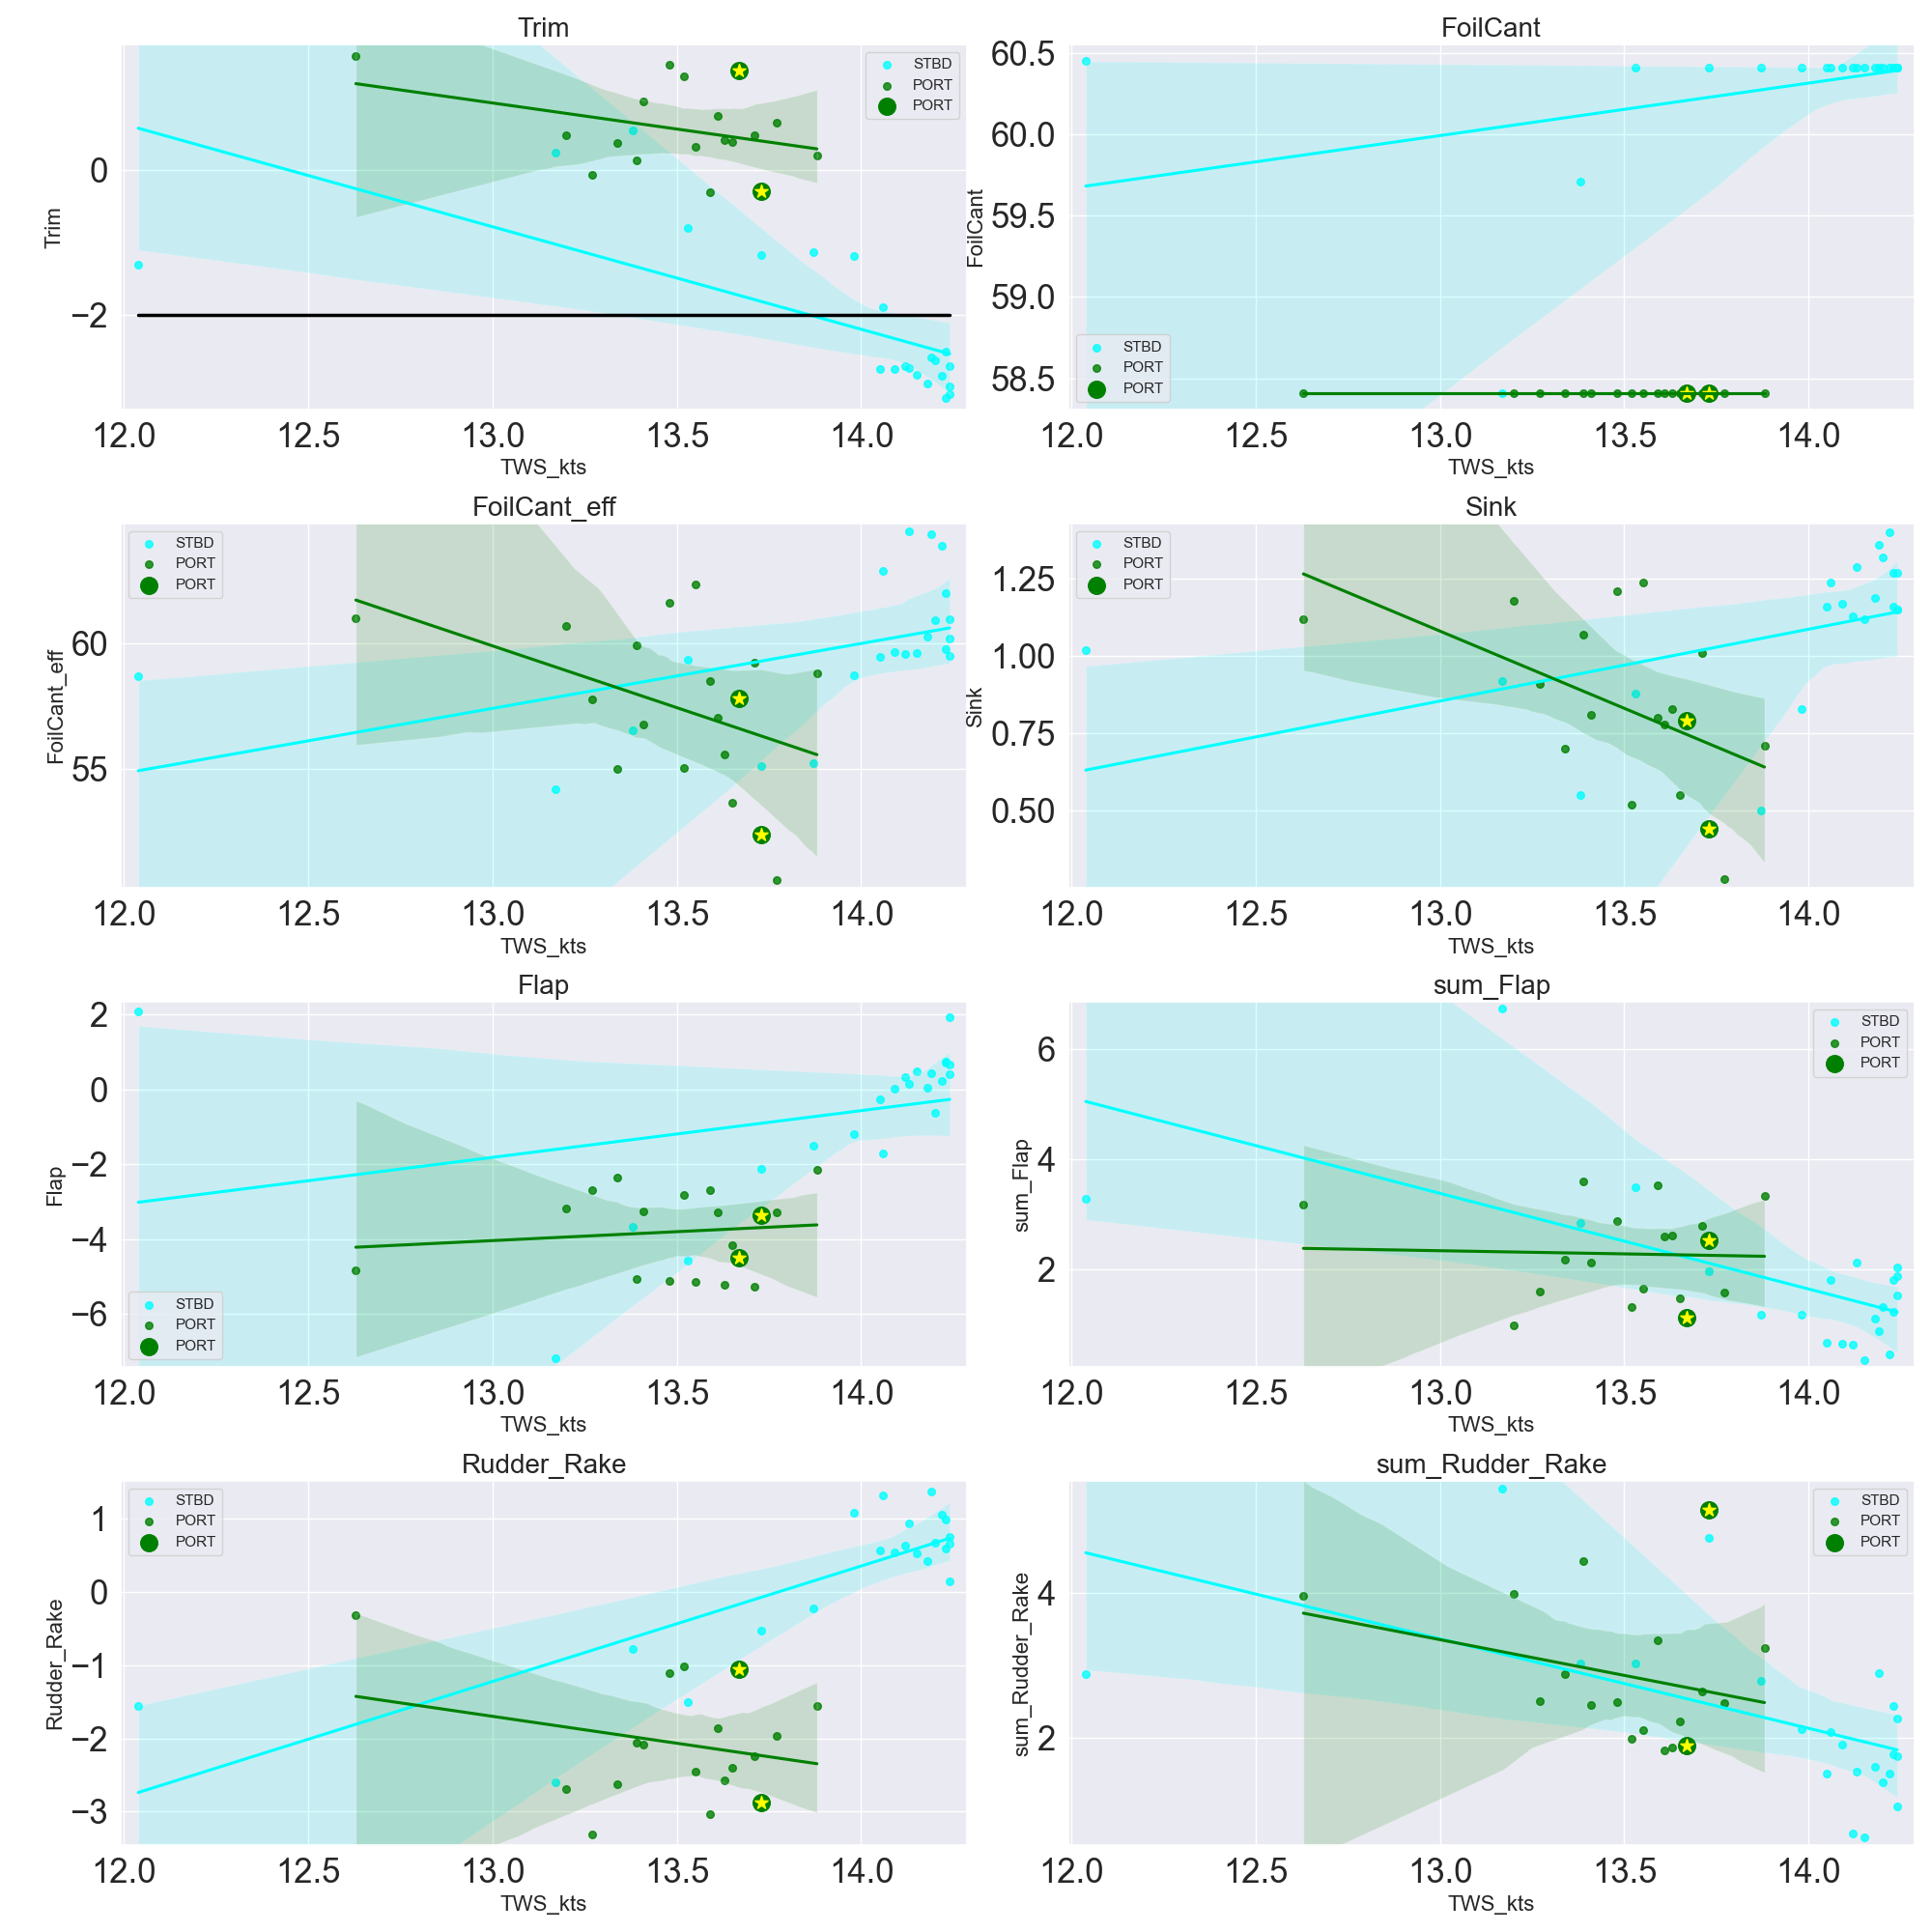 Trim
FoilCant
STBD
PORT
PORT
0
−2
Trim
12.0 12.5 13.0 13.5 14.0
TWS_kts
60.5
60.0
59.5
59.0
58.5
FoilCant
STBD
PORT
PORT
12.0 12.5 13.0 13.5 14.0
TWS_kts
FoilCant_eff
Sink
STBD
PORT
PORT
60
55
FoilCant_eff
12.0 12.5 13.0 13.5 14.0
TWS_kts
STBD
PORT
PORT
1.25
1.00
0.75
0.50
Sink
12.0 12.5 13.0 13.5 14.0
TWS_kts
Flap
sum_Flap
2
0
−2
−4
−6
Flap
STBD
PORT
PORT
12.0 12.5 13.0 13.5 14.0
TWS_kts
STBD
PORT
PORT
6
4
2
sum_Flap
12.0 12.5 13.0 13.5 14.0
TWS_kts
Rudder_Rake
sum_Rudder_Rake
STBD
PORT
PORT
1
0
−1
−2
−3
Rudder_Rake
12.0 12.5 13.0 13.5 14.0
TWS_kts
STBD
PORT
PORT
4
2
sum_Rudder_Rake
12.0 12.5 13.0 13.5 14.0
TWS_kts